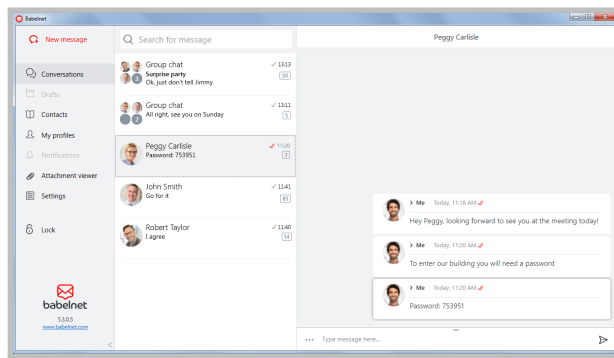 Babelnet
New message
Conversations
Drafts
Contacts
My profiles
Notifications
Attachment viewer
Settings
Lock
babelnet
5.3.0.5
www.babelnet.com
Search for message
Group chat 13:13
Surprise party 50
Ok, just don't tell Jimmy
3
Group chat 13:11
All right, see you on Sunday 5
2
Peggy Carlisle 11:20
Password: 753951 3
John Smith 11:41
Go for it 85
Robert Taylor 11:40
I agree 14
Peggy Carlisle
Me Today, 11:18 AM
Hey Peggy, looking forward to see you at the meeting today!
Me Today, 11:20 AM
To enter our building you will need a password
Me Today, 11:20 AM
Password: 753951
Type message here...